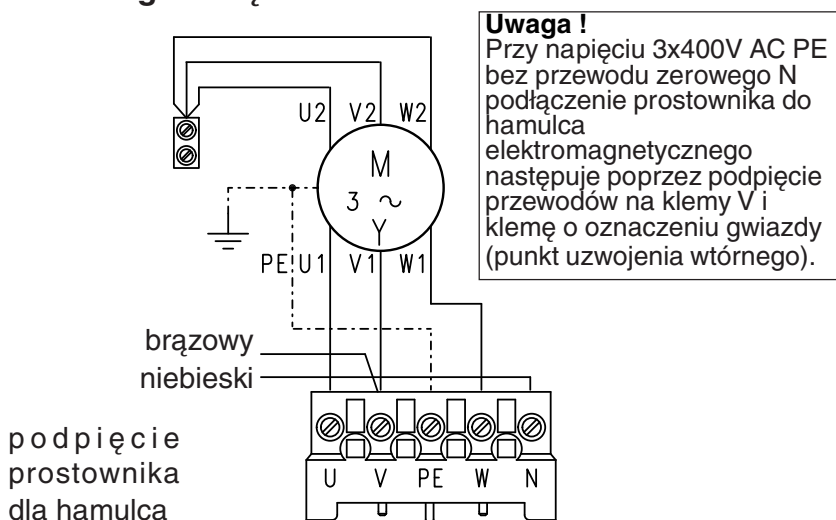 Uwaga !
Przy napięciu 3x400V AC PE
bez przewodu zerowego N
podłączenie prostownika do
hamulca
elektromagnetycznego
następuje poprzez podpięcie
przewodów na klemy V i
klemę o oznaczeniu gwiazdy
(punkt uzwojenia wtórnego).
U2 V2 W2
M
3 ~
Y
PE U1 V1 W1
brązowy
niebieski
podpięcie
prostownika
dla hamulca
U V PE W N